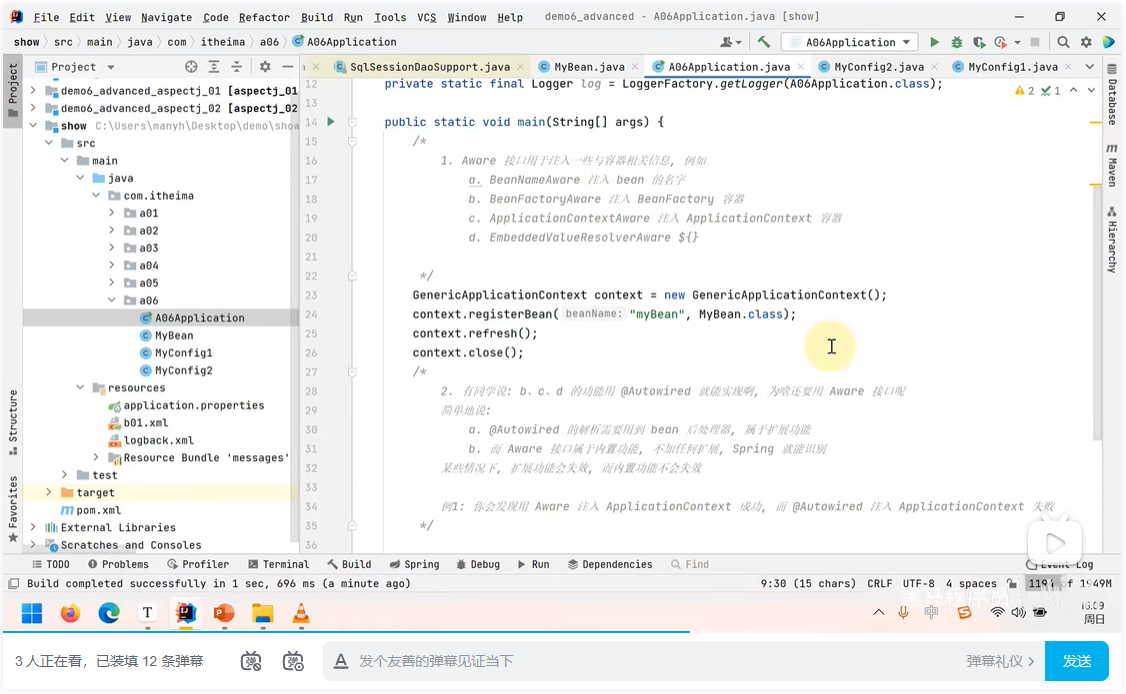 File Edit View Navigate Code Refactor Build Run Tools VCS Window Help demo6_advanced - A06Application.java [show]
show src main java com itheima a06 A06Application
A06Application
Project
SqlSessionDaoSupport.java MyBean.java A06Application.java MyConfig2.java MyConfig1.java
Project
Structure
Favorites
demo6_advanced_aspectj_01 [aspectj_01
demo6_advanced_aspectj_02 [aspectj_02
show C:\Users\manyh\Desktop\demo\show
src
main
java
com.itheima
a01
a02
a03
a04
a05
a06
A06Application
MyBean
MyConfig1
MyConfig2
resources
application.properties
b01.xml
logback.xml
Resource Bundle 'messages'
test
target
pom.xml
External Libraries
Scratches and Consoles
2 1
12 private static final Logger log = LoggerFactory.getLogger(A06Application.class);
13
14 public static void main(String[] args) {
15 /*
16 1. Aware 接口用于注入一些与容器相关信息, 例如
17 a. BeanNameAware 注入 bean 的名字
18 b. BeanFactoryAware 注入 BeanFactory 容器
19 c. ApplicationContextAware 注入 ApplicationContext 容器
20 d. EmbeddedValueResolverAware ${}
21
22 */
23 GenericApplicationContext context = new GenericApplicationContext();
24 context.registerBean( beanName: "myBean", MyBean.class);
25 context.refresh();
26 context.close();
27 /*
28 2. 有同学说: b、c、d 的功能用 @Autowired 就能实现啊, 为啥还要用 Aware 接口呢
29 简单地说:
30 a. @Autowired 的解析需要用到 bean 后处理器, 属于扩展功能
31 b. 而 Aware 接口属于内置功能, 不加任何扩展, Spring 就能识别
32 某些情况下, 扩展功能会失效, 而内置功能不会失效
33
34 例1: 你会发现用 Aware 注入 ApplicationContext 成功, 而 @Autowired 注入 ApplicationContext 失败
35 */
36
Database
Maven
Hierarchy
TODO Problems Profiler Terminal Build Spring Debug Run Dependencies Find Event Log
Build completed successfully in 1 sec, 696 ms (a minute ago) 9:30 (15 chars) CRLF UTF-8 4 spaces of 1949M
中 16:09
周日
3 人正在看, 已装填 12 条弹幕 发个友善的弹幕见证当下 弹幕礼仪 发送